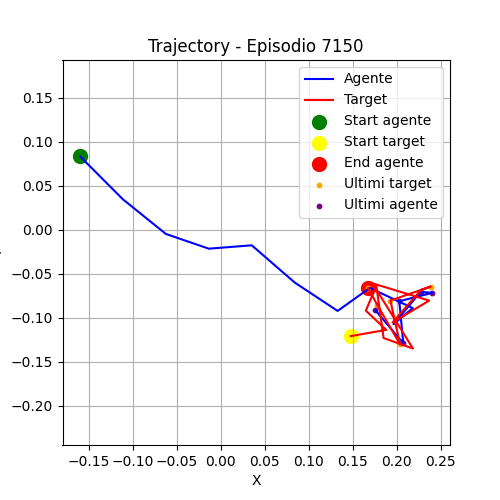 Trajectory - Episodio 7150
Agente
Target
Start agente
Start target
End agente
Ultimi target
Ultimi agente
0.15
0.10
0.05
0.00
−0.05
−0.10
−0.15
−0.20
−0.15
−0.10
−0.05
0.00
0.05
0.10
0.15
0.20
0.25
X